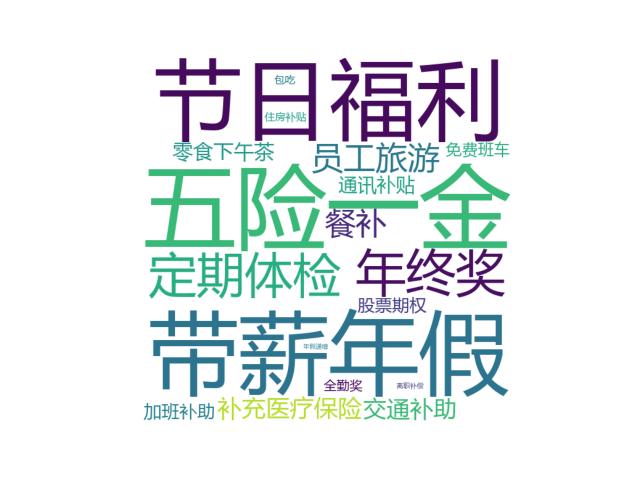 包吃
节日福利
住房补贴
零食下午茶
员工旅游
免费班车
通讯补贴
五险一金
餐补
定期体检
年终奖
股票期权
带薪年假
年假递增
全勤奖
离职补偿
加班补助
补充医疗保险
交通补助